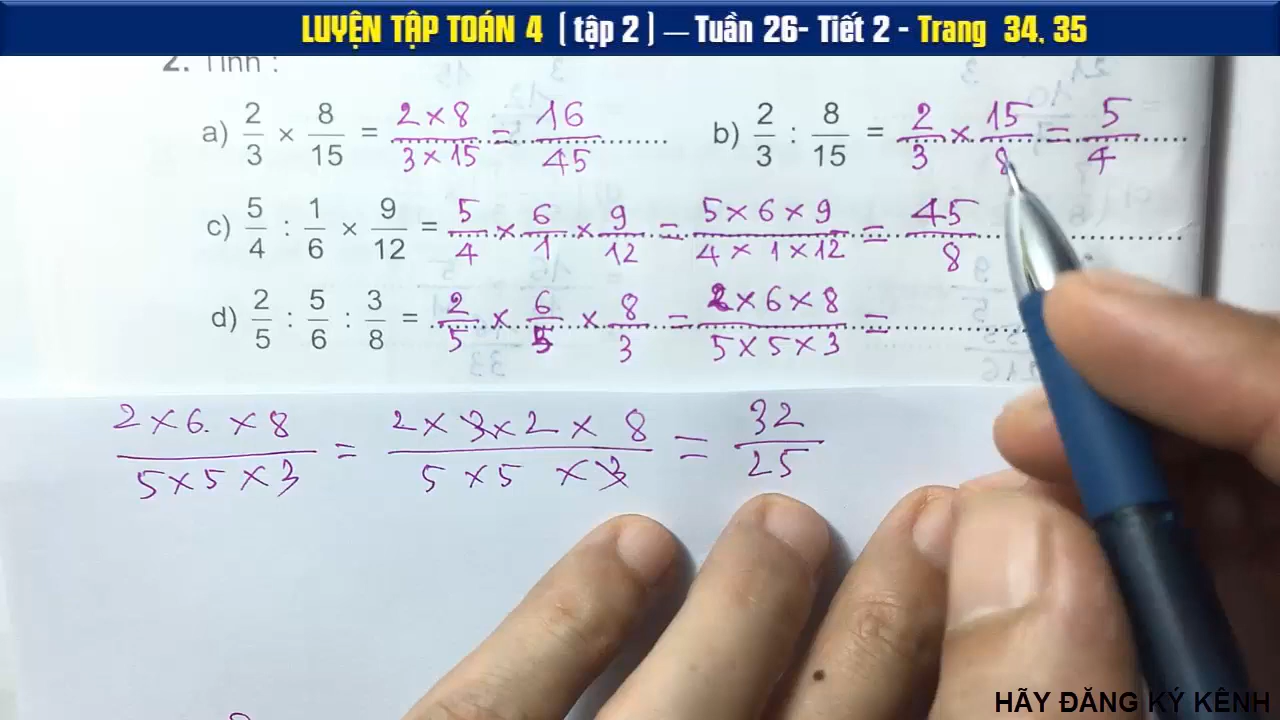 LUYỆN TẬP TOÁN 4 ( tập 2 ) – Tuần 26- Tiết 2 - Trang 34, 35
2. Tính :
a) 2/3 × 8/15 = 2 × 8 / 3 × 15 = 16/45 b) 2/3 : 8/15 = 2/3 × 15/8 = 5/4
c) 5/4 : 1/6 × 9/12 = 5/4 × 6/1 × 9/12 = 5 × 6 × 9 / 4 × 1 × 12 = 45/8
d) 2/5 : 5/6 : 3/8 = 2/5 × 6/5 × 8/3 = 2 × 6 × 8 / 5 × 5 × 3 =
2 × 6 × 8 / 5 × 5 × 3 = 2 × 3 × 2 × 8 / 5 × 5 × 3 = 32/25
HÃY ĐĂNG KÝ KÊNH